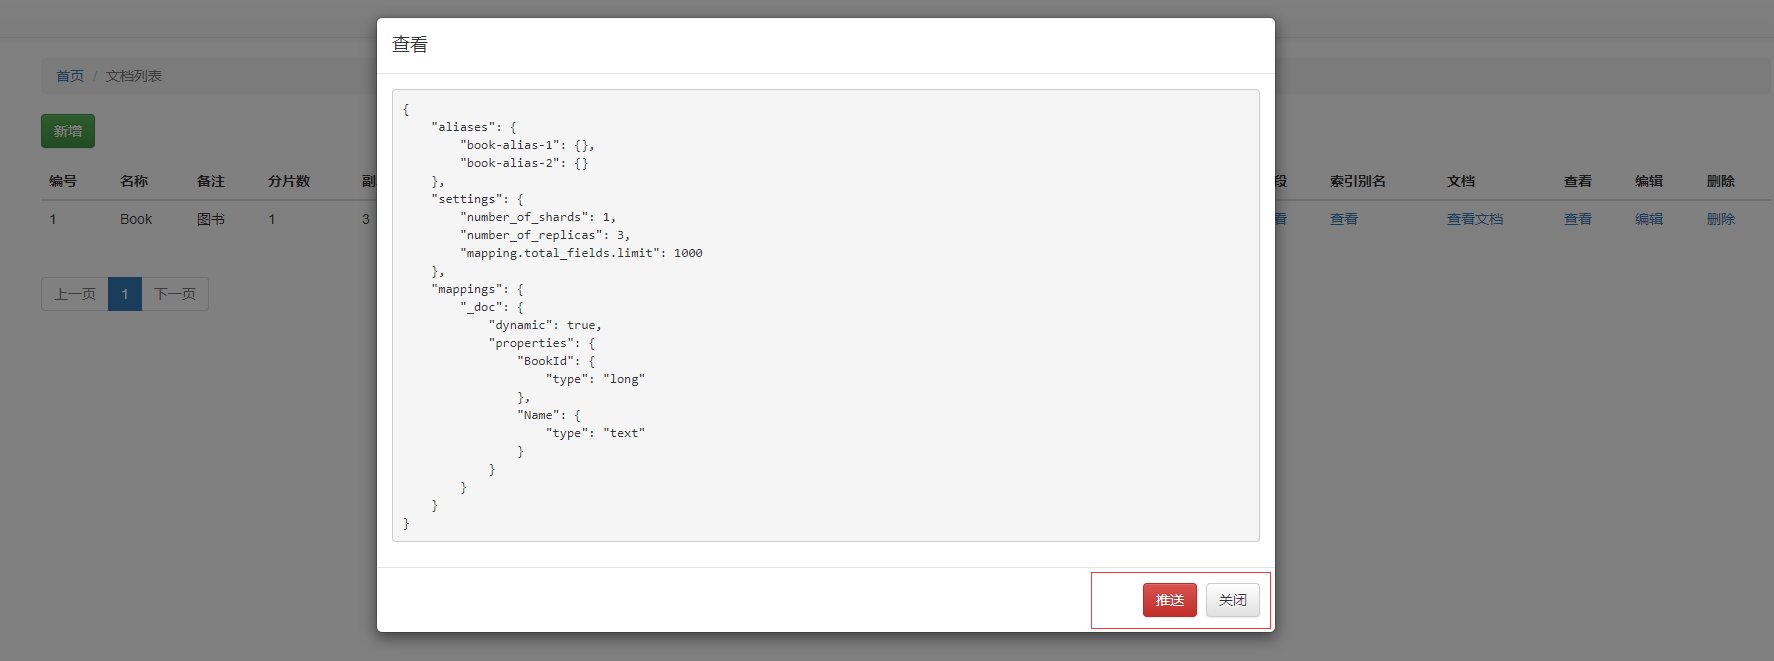 查看
首页 / 文档列表
新增
编号 名称 备注 分片数 副 段 索引别名 文档 查看 编辑 删除
1 Book 图书 1 3 看 查看 查看文档 查看 编辑 删除
上一页 1 下一页
{
    "aliases": {
        "book-alias-1": {},
        "book-alias-2": {}
    },
    "settings": {
        "number_of_shards": 1,
        "number_of_replicas": 3,
        "mapping.total_fields.limit": 1000
    },
    "mappings": {
        "_doc": {
            "dynamic": true,
            "properties": {
                "BookId": {
                    "type": "long"
                },
                "Name": {
                    "type": "text"
                }
            }
        }
    }
}
推送 关闭